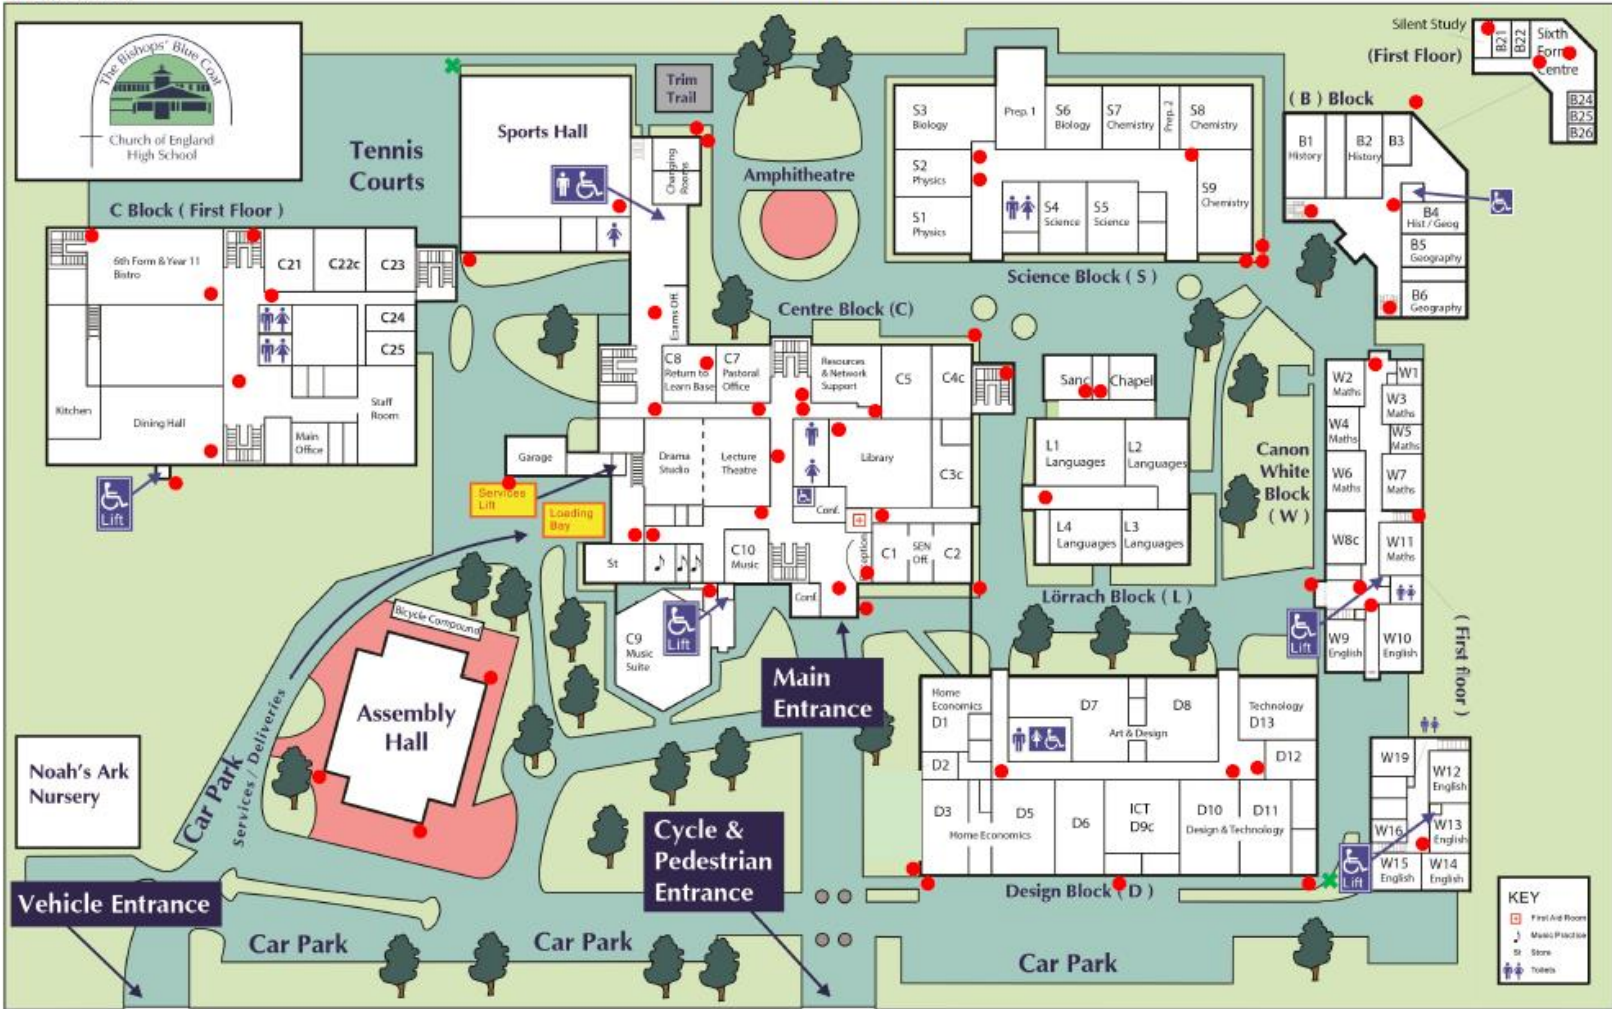 The Bishops' Blue Coat
Church of England
High School
Tennis
Courts
Sports Hall
Trim
Trail
Changing
Rooms
Amphitheatre
C Block ( First Floor )
6th Form & Year 11
Bistro
C21
C22c
C23
C24
C25
Kitchen
Dining Hall
Main
Office
Staff
Room
Lift
S3
Biology
Prep. 1
S6
Biology
S7
Chemistry
Prep. 2
S8
Chemistry
S2
Physics
S1
Physics
S4
Science
S5
Science
S9
Chemistry
Science Block ( S )
Silent Study
(First Floor)
B21
B22
Sixth
Form
Centre
B24
B25
B26
( B ) Block
B1
History
B2
History
B3
B4
Hist / Geog
B5
Geography
B6
Geography
Centre Block (C)
Exams Off.
C8
Return to
Learn Base
C7
Pastoral
Office
Resources
& Network
Support
C5
C4c
Garage
Drama
Studio
Lecture
Theatre
Library
C3c
Conf.
Services
Lift
Loading
Bay
St
C10
Music
Reception
C1
SEN
Off.
C2
Conf.
C9
Music
Suite
Lift
Sanc
Chapel
L1
Languages
L2
Languages
L4
Languages
L3
Languages
Lörrach Block ( L )
Canon
White
Block
( W )
W2
Maths
W1
W3
Maths
W4
Maths
W5
Maths
W6
Maths
W7
Maths
W8c
W11
Maths
W9
English
W10
English
Lift
( First floor )
Bicycle Compound
Assembly
Hall
Main
Entrance
Noah's Ark
Nursery
Car Park
Services / Deliveries
Cycle &
Pedestrian
Entrance
Vehicle Entrance
Car Park
Car Park
Car Park
Home
Economics
D1
D7
D8
Art & Design
Technology
D13
D2
D12
D3
D5
Home Economics
D6
ICT
D9c
D10
D11
Design & Technology
Design Block ( D )
W19
W12
English
W16
W13
English
W15
English
W14
English
Lift
KEY
First Aid Room
Music Practice
St Store
Toilets